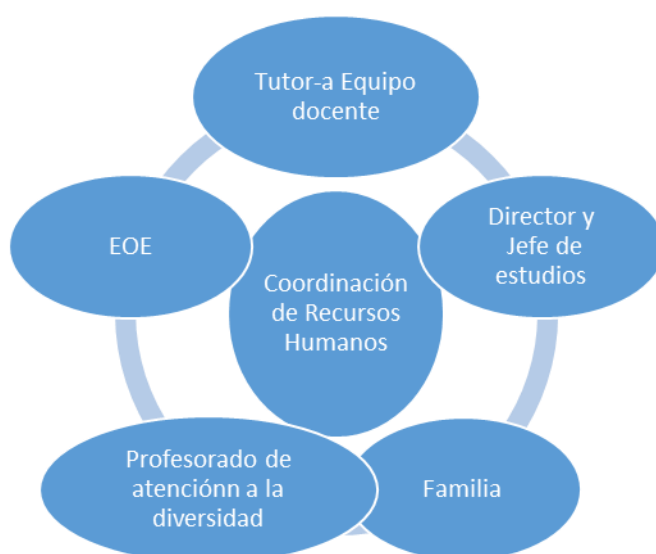 Tutor-a Equipo
docente
Director y
Jefe de
estudios
EOE
Coordinación
de Recursos
Humanos
Profesorado de
atenciónn a la
diversidad
Familia